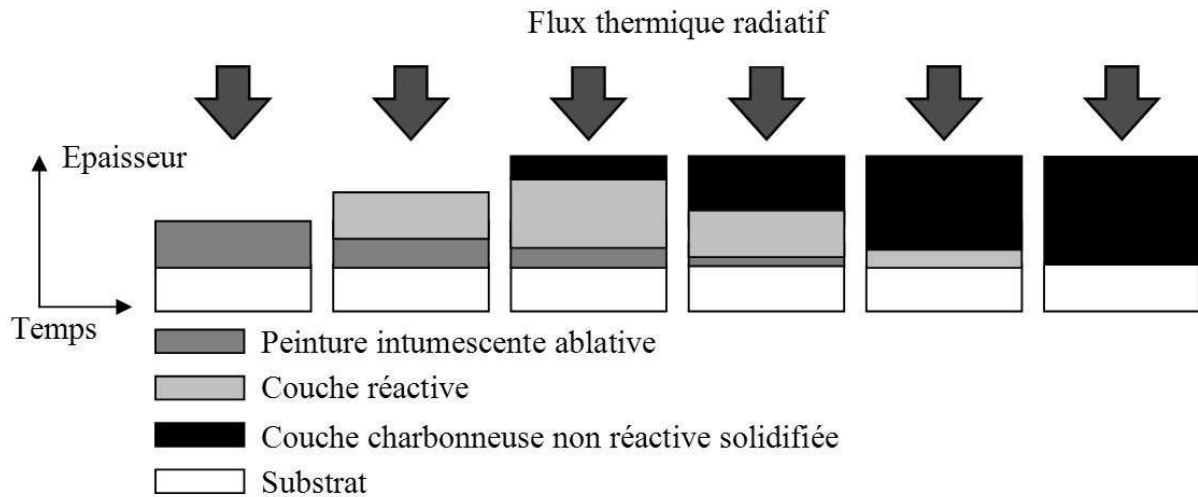 Flux thermique radiatif
Epaisseur
Temps
Peinture intumescente ablative
Couche réactive
Couche charbonneuse non réactive solidifiée
Substrat